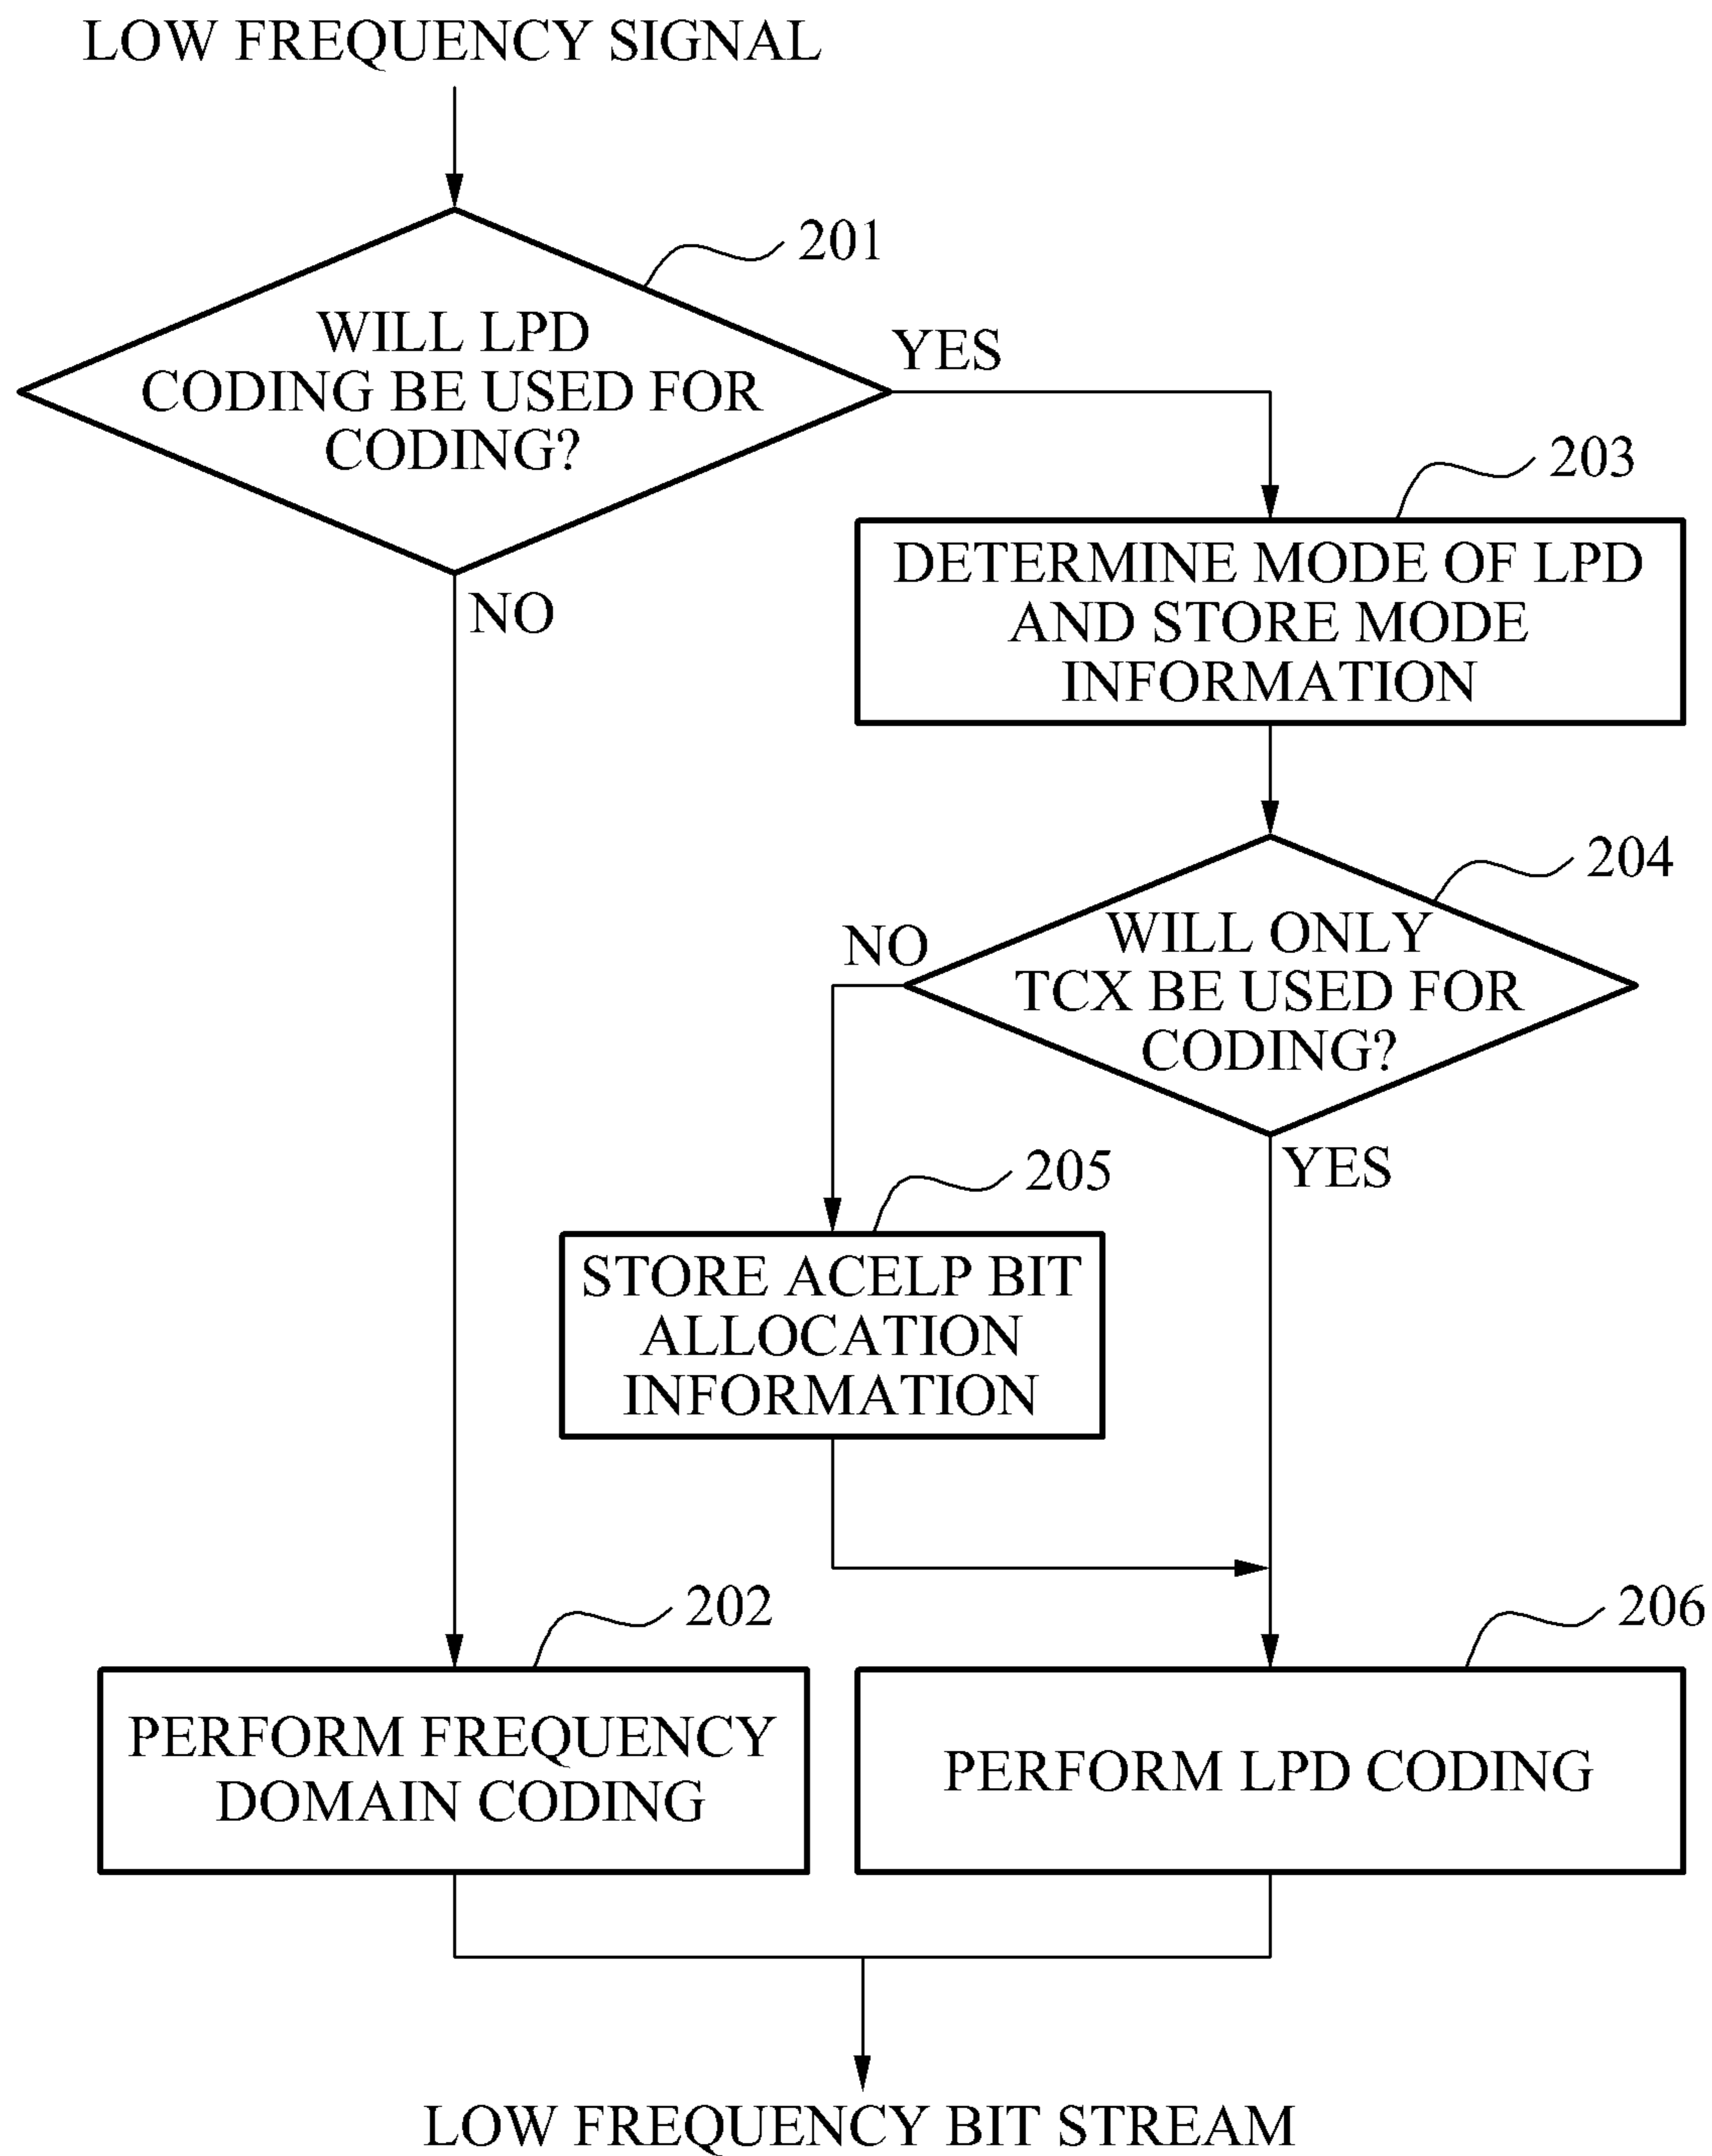 LOW FREQUENCY SIGNAL
201
WILL LPD
CODING BE USED FOR
CODING?
YES
NO
203
DETERMINE MODE OF LPD
AND STORE MODE
INFORMATION
204
WILL ONLY
TCX BE USED FOR
CODING?
NO
YES
205
STORE ACELP BIT
ALLOCATION
INFORMATION
202
PERFORM FREQUENCY
DOMAIN CODING
206
PERFORM LPD CODING
LOW FREQUENCY BIT STREAM